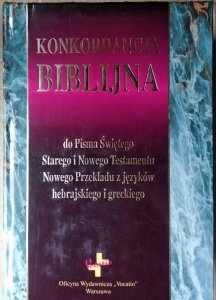 KONKORDANCJA
BIBLIJNA
do Pisma Świętego
Starego i Nowego Testamentu
Nowego Przekładu z języków
hebrajskiego i greckiego
Oficyna Wydawnicza „Vocatio”
Warszawa